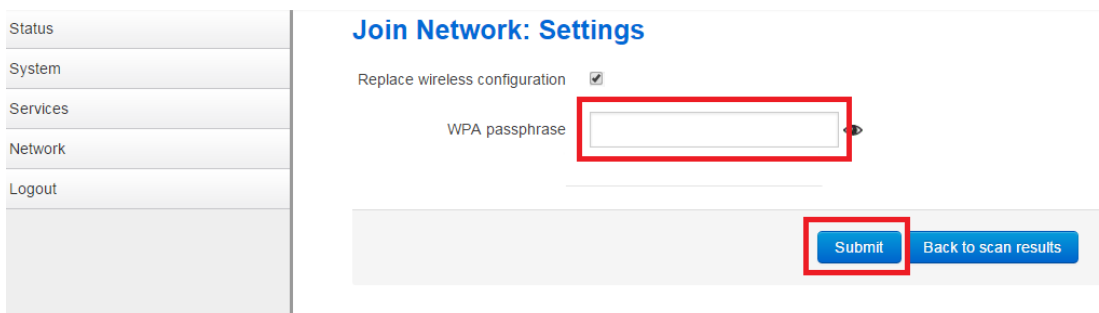 Status
System
Services
Network
Logout
Join Network: Settings
Replace wireless configuration
WPA passphrase
Submit
Back to scan results